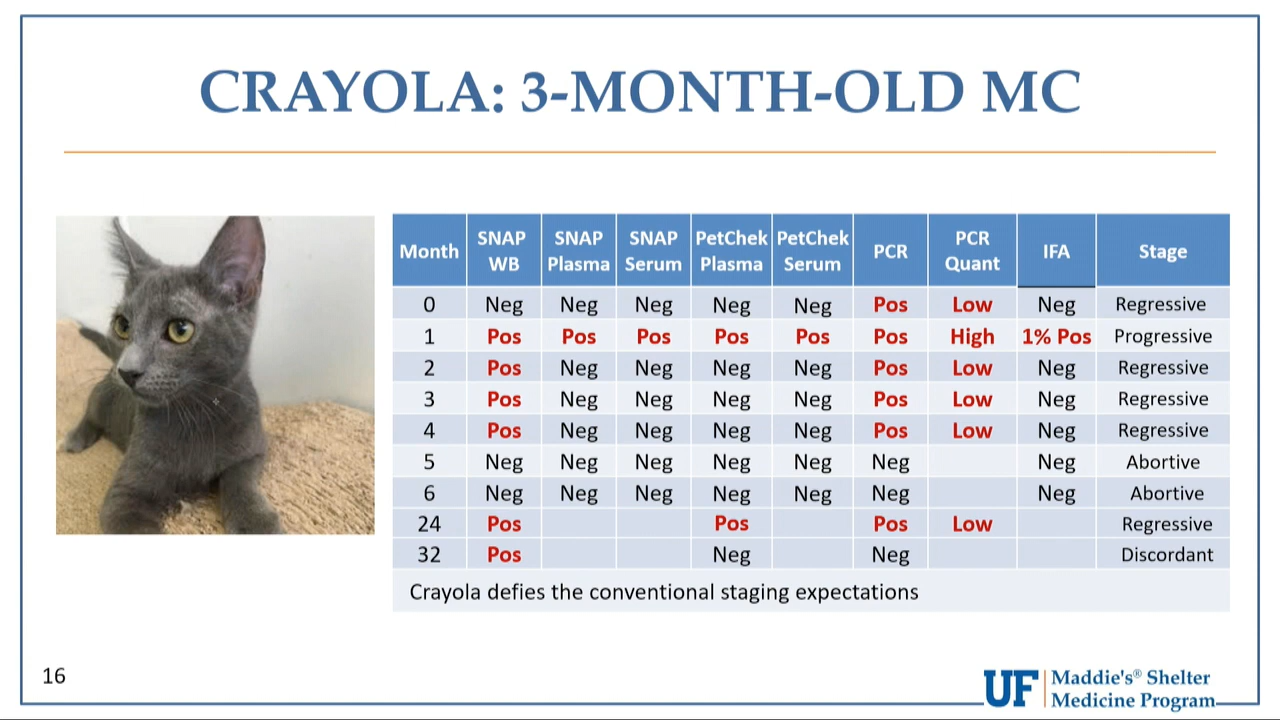 CRAYOLA: 3-MONTH-OLD MC
Month SNAP WB SNAP Plasma SNAP Serum PetChek Plasma PetChek Serum PCR PCR Quant IFA Stage
0 Neg Neg Neg Neg Neg Pos Low Neg Regressive
1 Pos Pos Pos Pos Pos Pos High 1% Pos Progressive
2 Pos Neg Neg Neg Neg Pos Low Neg Regressive
3 Pos Neg Neg Neg Neg Pos Low Neg Regressive
4 Pos Neg Neg Neg Neg Pos Low Neg Regressive
5 Neg Neg Neg Neg Neg Neg Neg Abortive
6 Neg Neg Neg Neg Neg Neg Neg Abortive
24 Pos Pos Pos Low Regressive
32 Pos Neg Neg Discordant
Crayola defies the conventional staging expectations
16
UF Maddie's® Shelter
Medicine Program